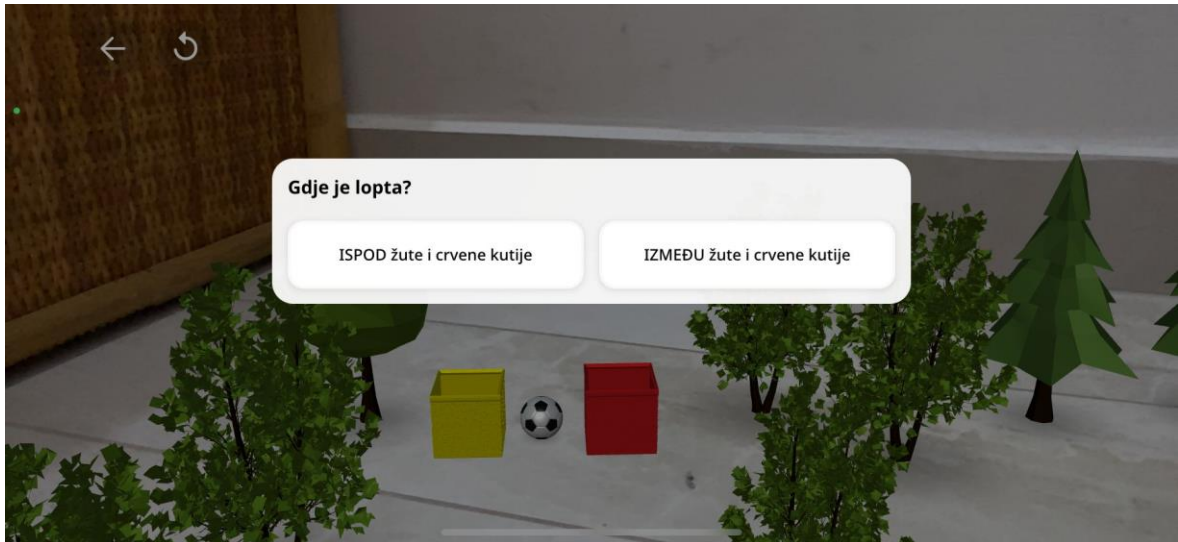 Gdje je lopta?
ISPOD žute i crvene kutije
IZMEĐU žute i crvene kutije